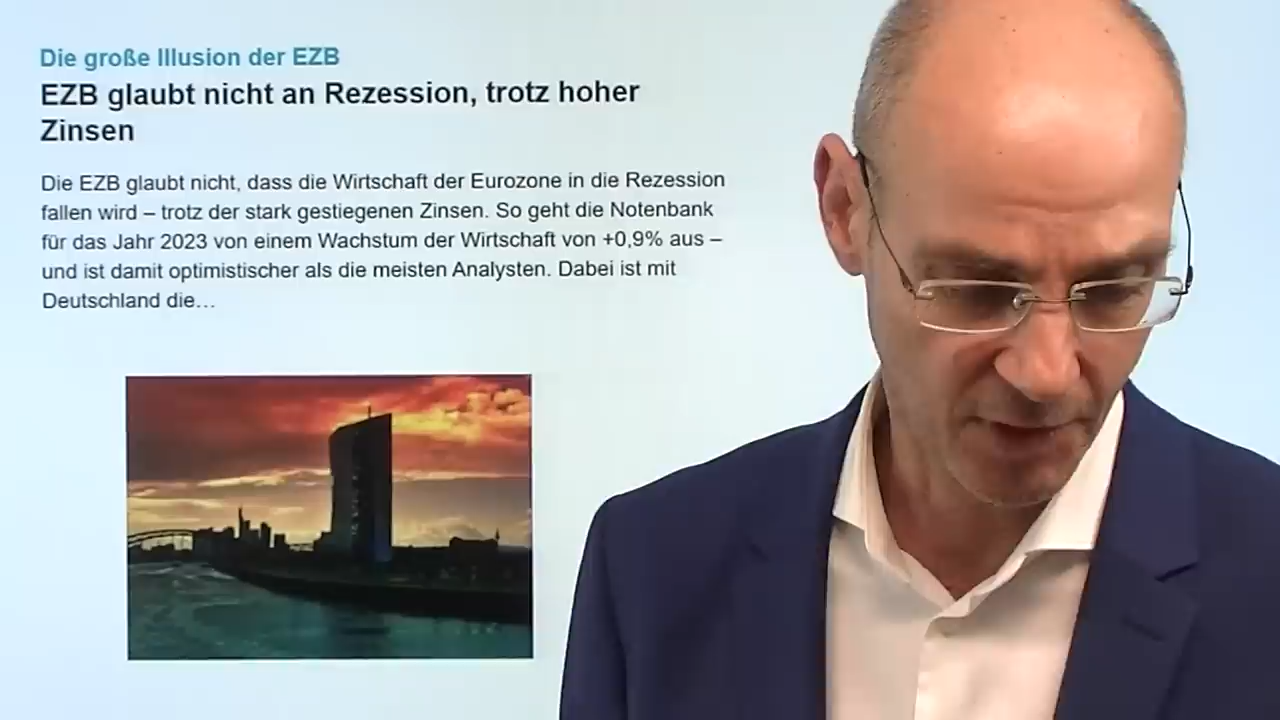 Die große Illusion der EZB
EZB glaubt nicht an Rezession, trotz hoher
Zinsen
Die EZB glaubt nicht, dass die Wirtschaft der Eurozone in die Rezession
fallen wird – trotz der stark gestiegenen Zinsen. So geht die Notenbank
für das Jahr 2023 von einem Wachstum der Wirtschaft von +0,9% aus –
und ist damit optimistischer als die meisten Analysten. Dabei ist mit
Deutschland die…